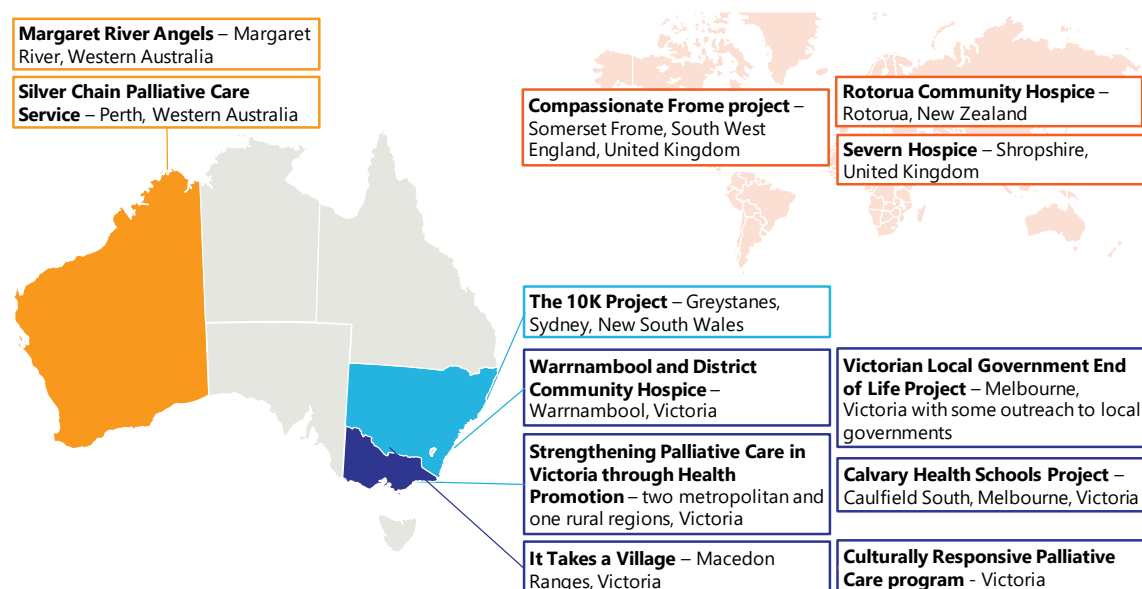 Margaret River Angels – Margaret
River, Western Australia
Silver Chain Palliative Care
Service – Perth, Western Australia
Compassionate Frome project –
Somerset Frome, South West
England, United Kingdom
Rotorua Community Hospice –
Rotorua, New Zealand
Severn Hospice – Shropshire,
United Kingdom
The 10K Project – Greystanes,
Sydney, New South Wales
Warrnambool and District
Community Hospice –
Warrnambool, Victoria
Victorian Local Government End
of Life Project – Melbourne,
Victoria with some outreach to local
governments
Strengthening Palliative Care in
Victoria through Health
Promotion – two metropolitan and
one rural regions, Victoria
Calvary Health Schools Project –
Caulfield South, Melbourne, Victoria
It Takes a Village – Macedon
Ranges, Victoria
Culturally Responsive Palliative
Care program - Victoria